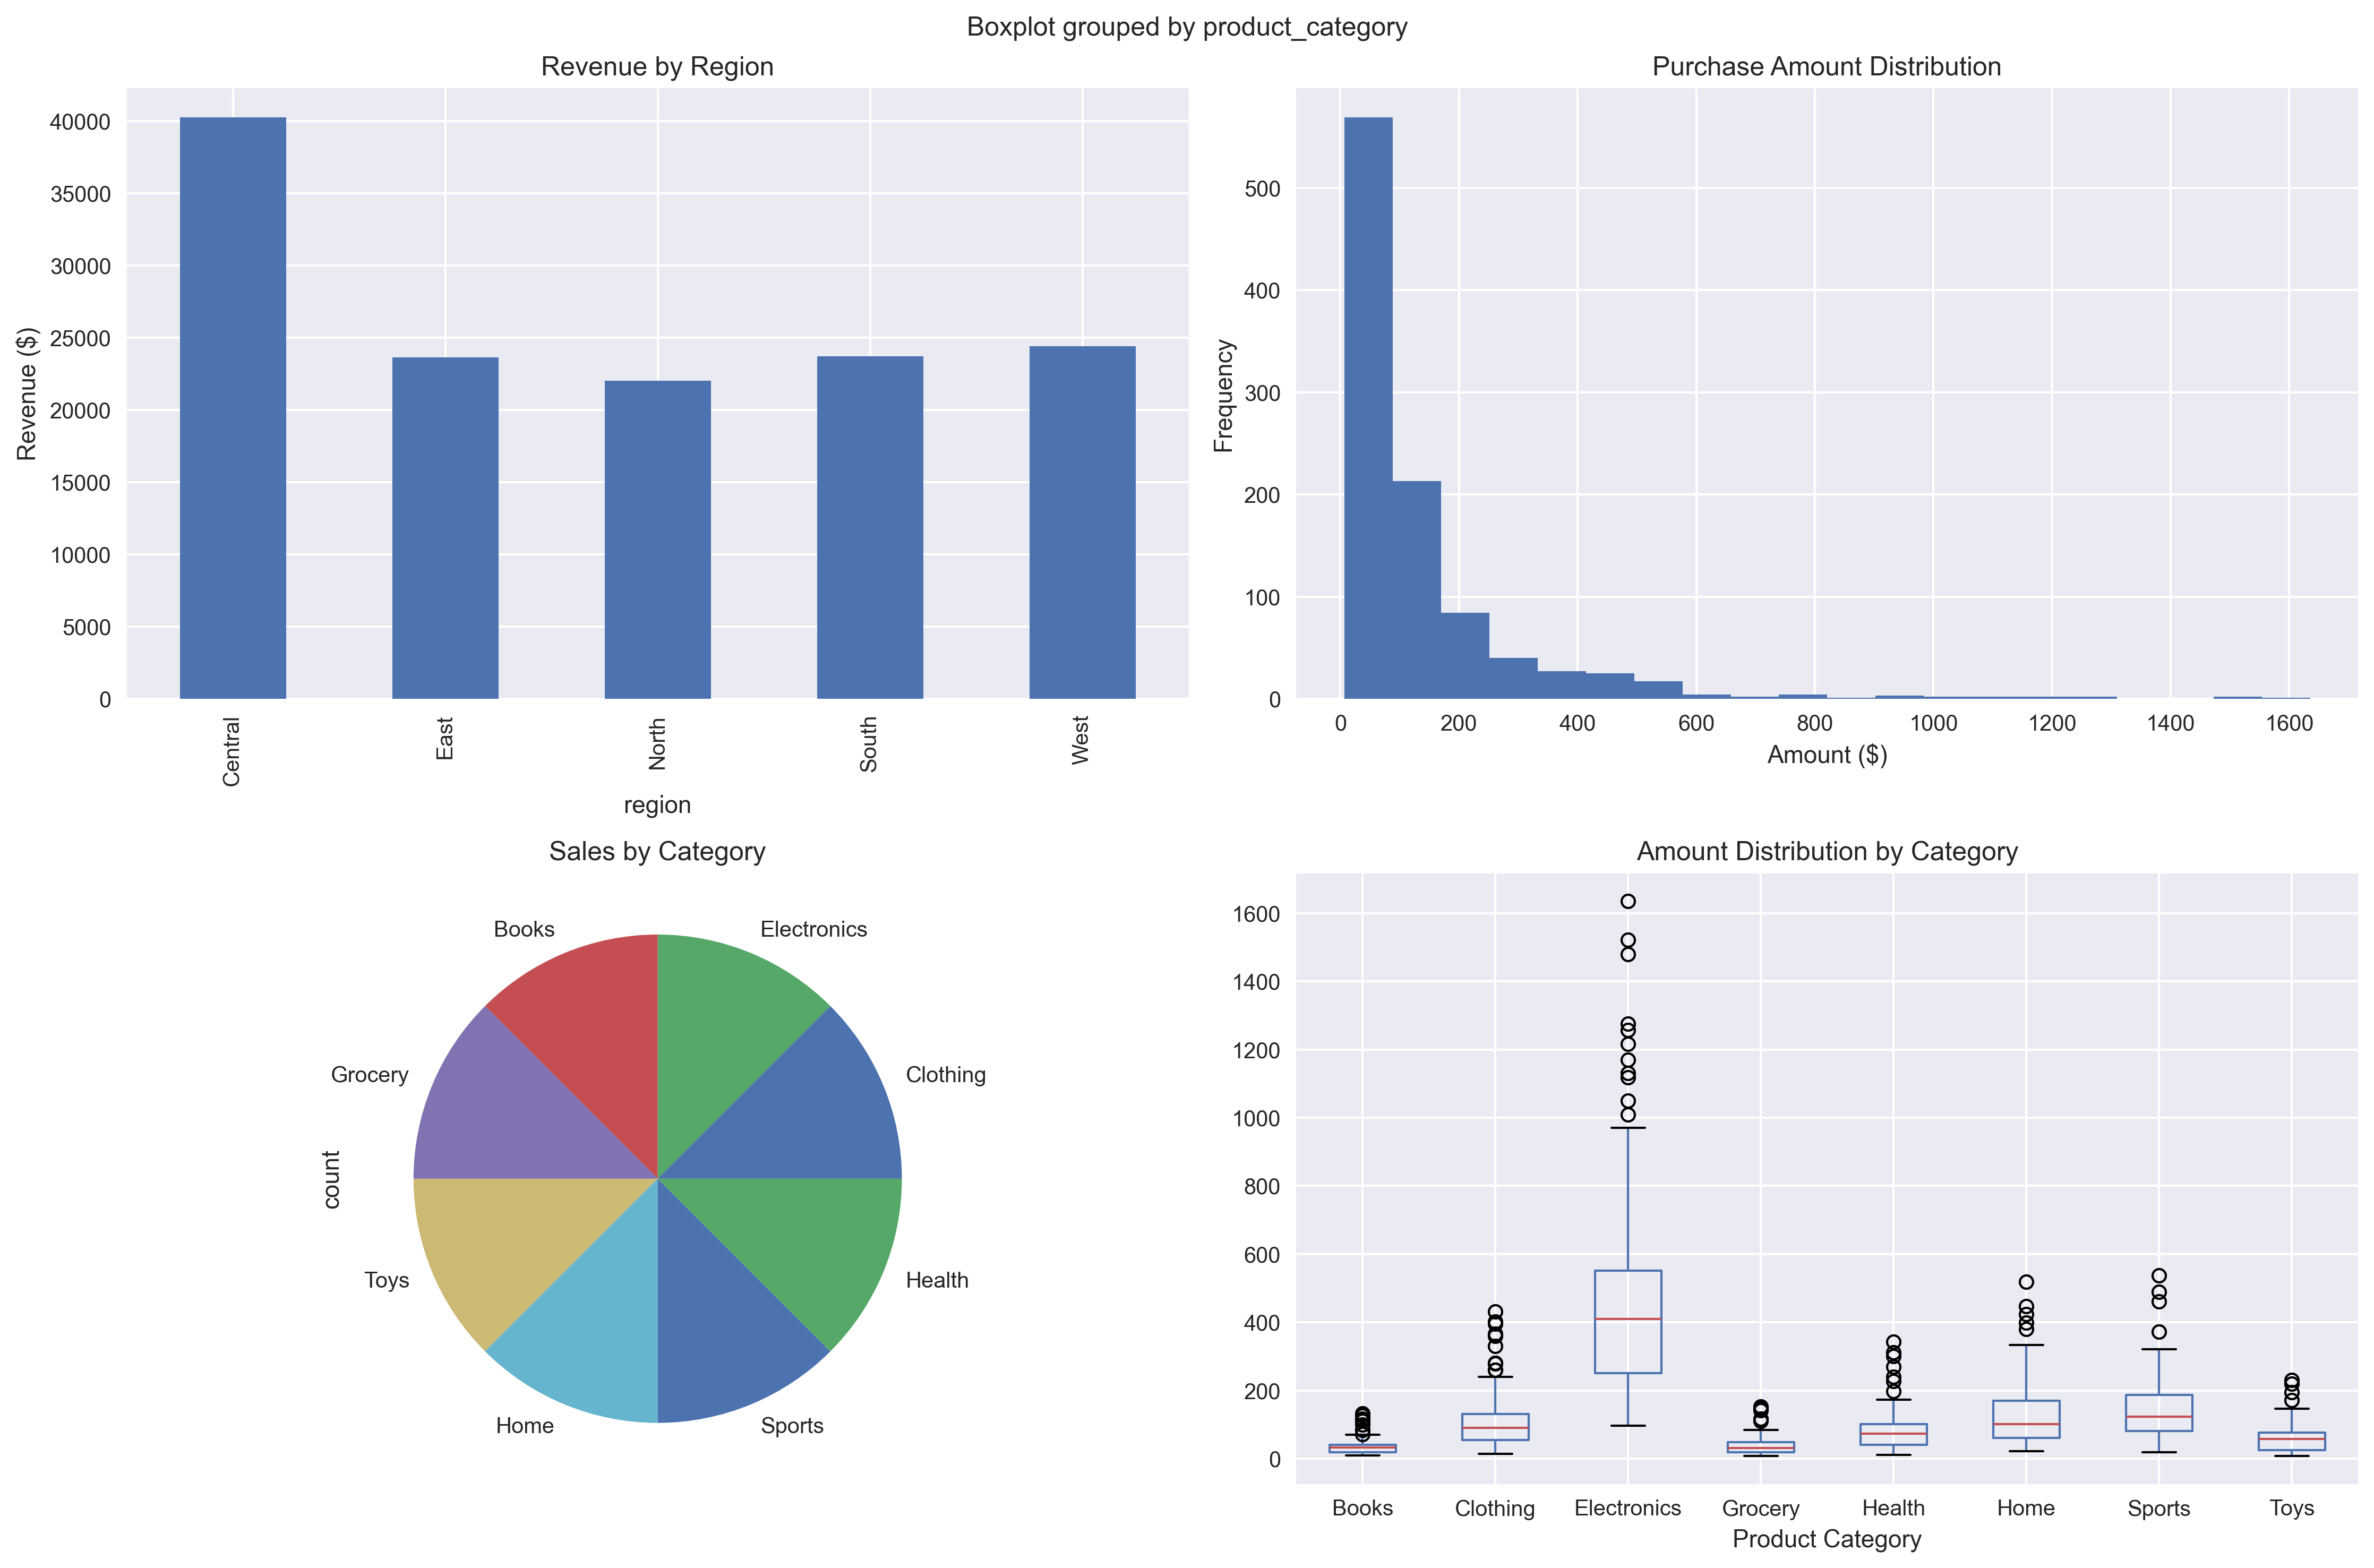 Boxplot grouped by product_category
Revenue by Region
Revenue ($)
40000
35000
30000
25000
20000
15000
10000
5000
0
Central
East
North
South
West
region
Purchase Amount Distribution
Frequency
500
400
300
200
100
0
0 200 400 600 800 1000 1200 1400 1600
Amount ($)
Sales by Category
count
Books
Electronics
Grocery
Clothing
Toys
Health
Home
Sports
Amount Distribution by Category
1600
1400
1200
1000
800
600
400
200
0
Books Clothing Electronics Grocery Health Home Sports Toys
Product Category